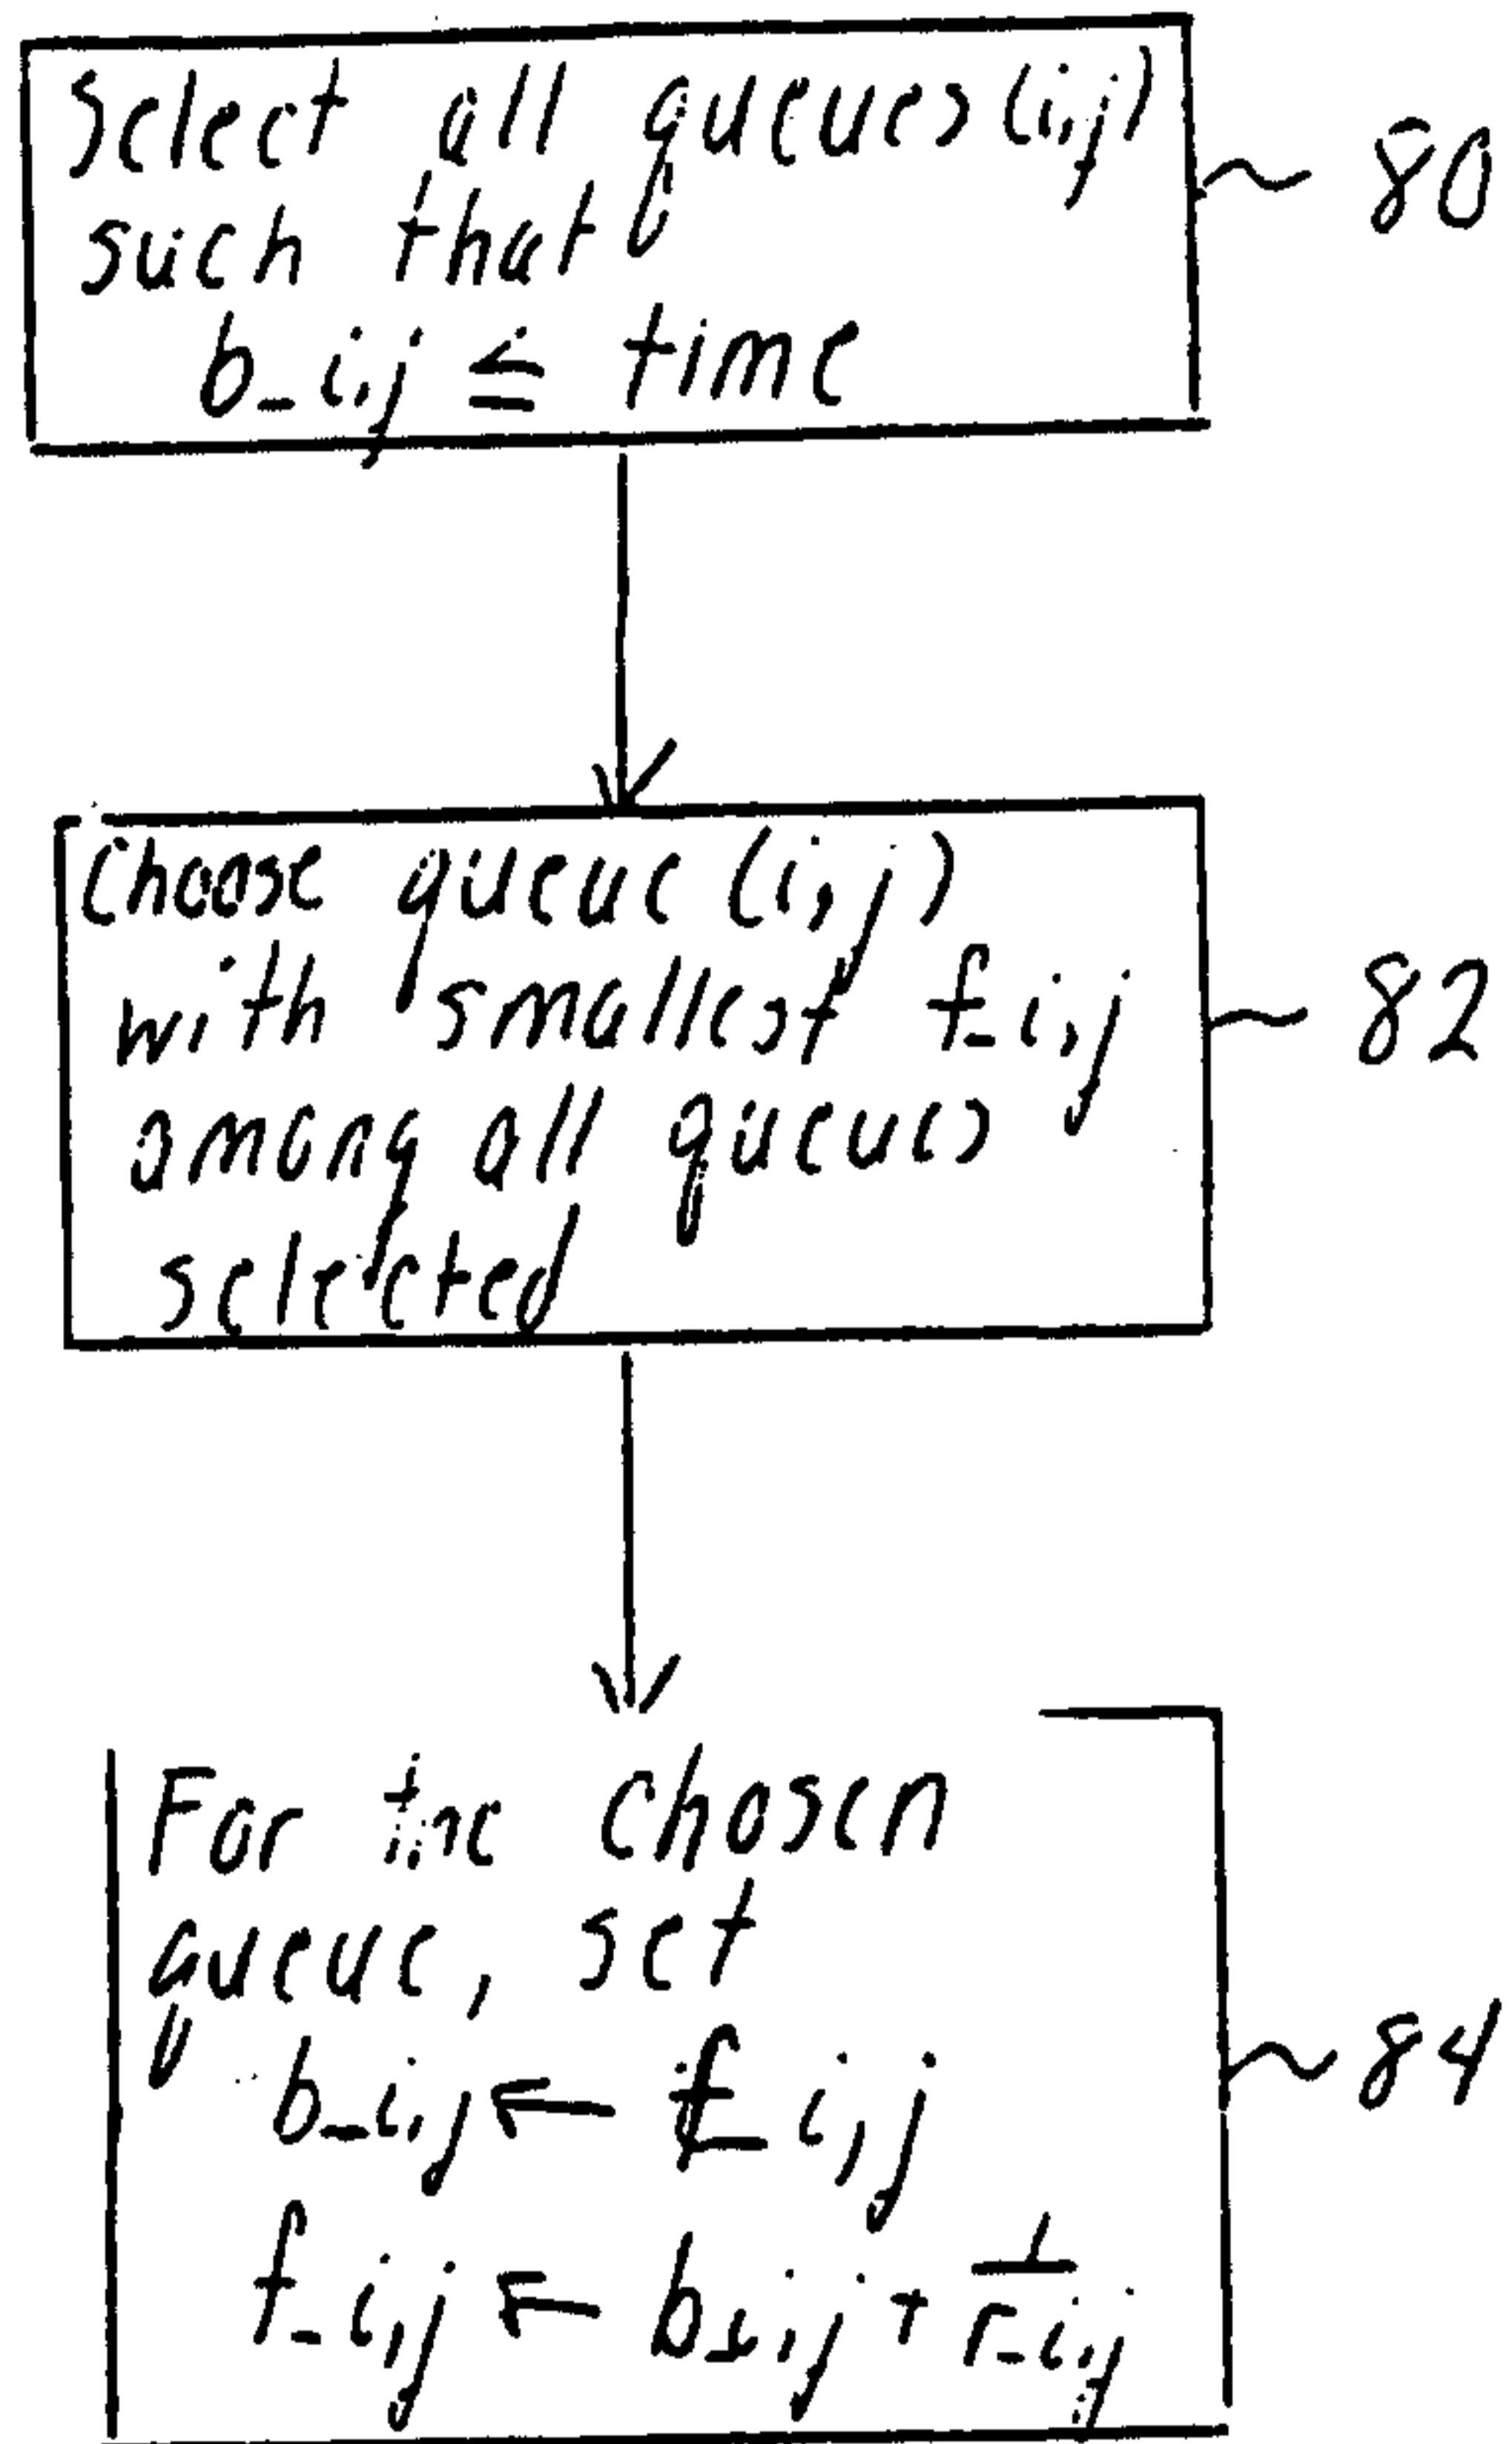 Select all queues (i,j)
such that
b_i,j ≤ time
80
Choose queue (i,j)
with smallest f_i,j
among all queues
selected
82
For the chosen
queue, set
b_i,j ← f_i,j
f_i,j ← b_i,j + 1/r_i,j
84